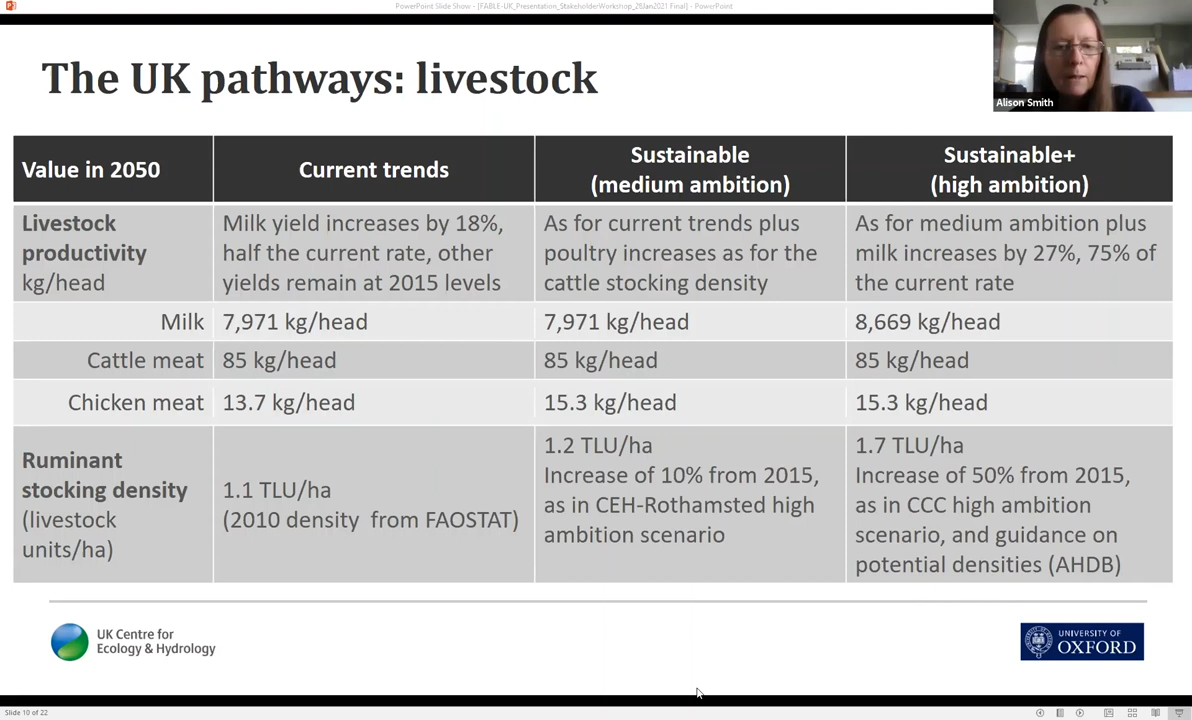 PowerPoint Slide Show - [FABLE-UK_Presentation_StakeholderWorkshop_28Jan2021 Final] - PowerPoint
The UK pathways: livestock
Alison Smith
Value in 2050
Current trends
Sustainable
(medium ambition)
Sustainable+
(high ambition)
Livestock
productivity
kg/head
Milk yield increases by 18%,
half the current rate, other
yields remain at 2015 levels
As for current trends plus
poultry increases as for the
cattle stocking density
As for medium ambition plus
milk increases by 27%, 75% of
the current rate
Milk
7,971 kg/head
7,971 kg/head
8,669 kg/head
Cattle meat
85 kg/head
85 kg/head
85 kg/head
Chicken meat
13.7 kg/head
15.3 kg/head
15.3 kg/head
Ruminant
stocking density
(livestock
units/ha)
1.1 TLU/ha
(2010 density from FAOSTAT)
1.2 TLU/ha
Increase of 10% from 2015,
as in CEH-Rothamsted high
ambition scenario
1.7 TLU/ha
Increase of 50% from 2015,
as in CCC high ambition
scenario, and guidance on
potential densities (AHDB)
UK Centre for
Ecology & Hydrology
UNIVERSITY OF
OXFORD
Slide 10 of 22